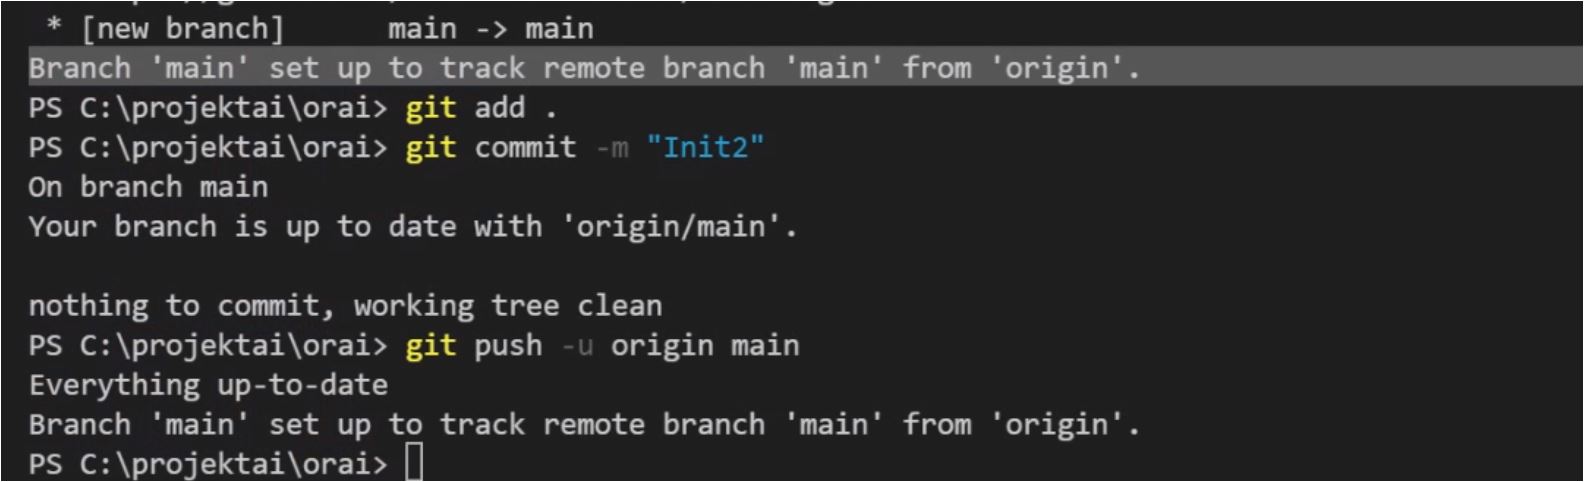 * [new branch]      main -> main
Branch 'main' set up to track remote branch 'main' from 'origin'.
PS C:\projektai\orai> git add .
PS C:\projektai\orai> git commit -m "Init2"
On branch main
Your branch is up to date with 'origin/main'.
nothing to commit, working tree clean
PS C:\projektai\orai> git push -u origin main
Everything up-to-date
Branch 'main' set up to track remote branch 'main' from 'origin'.
PS C:\projektai\orai>